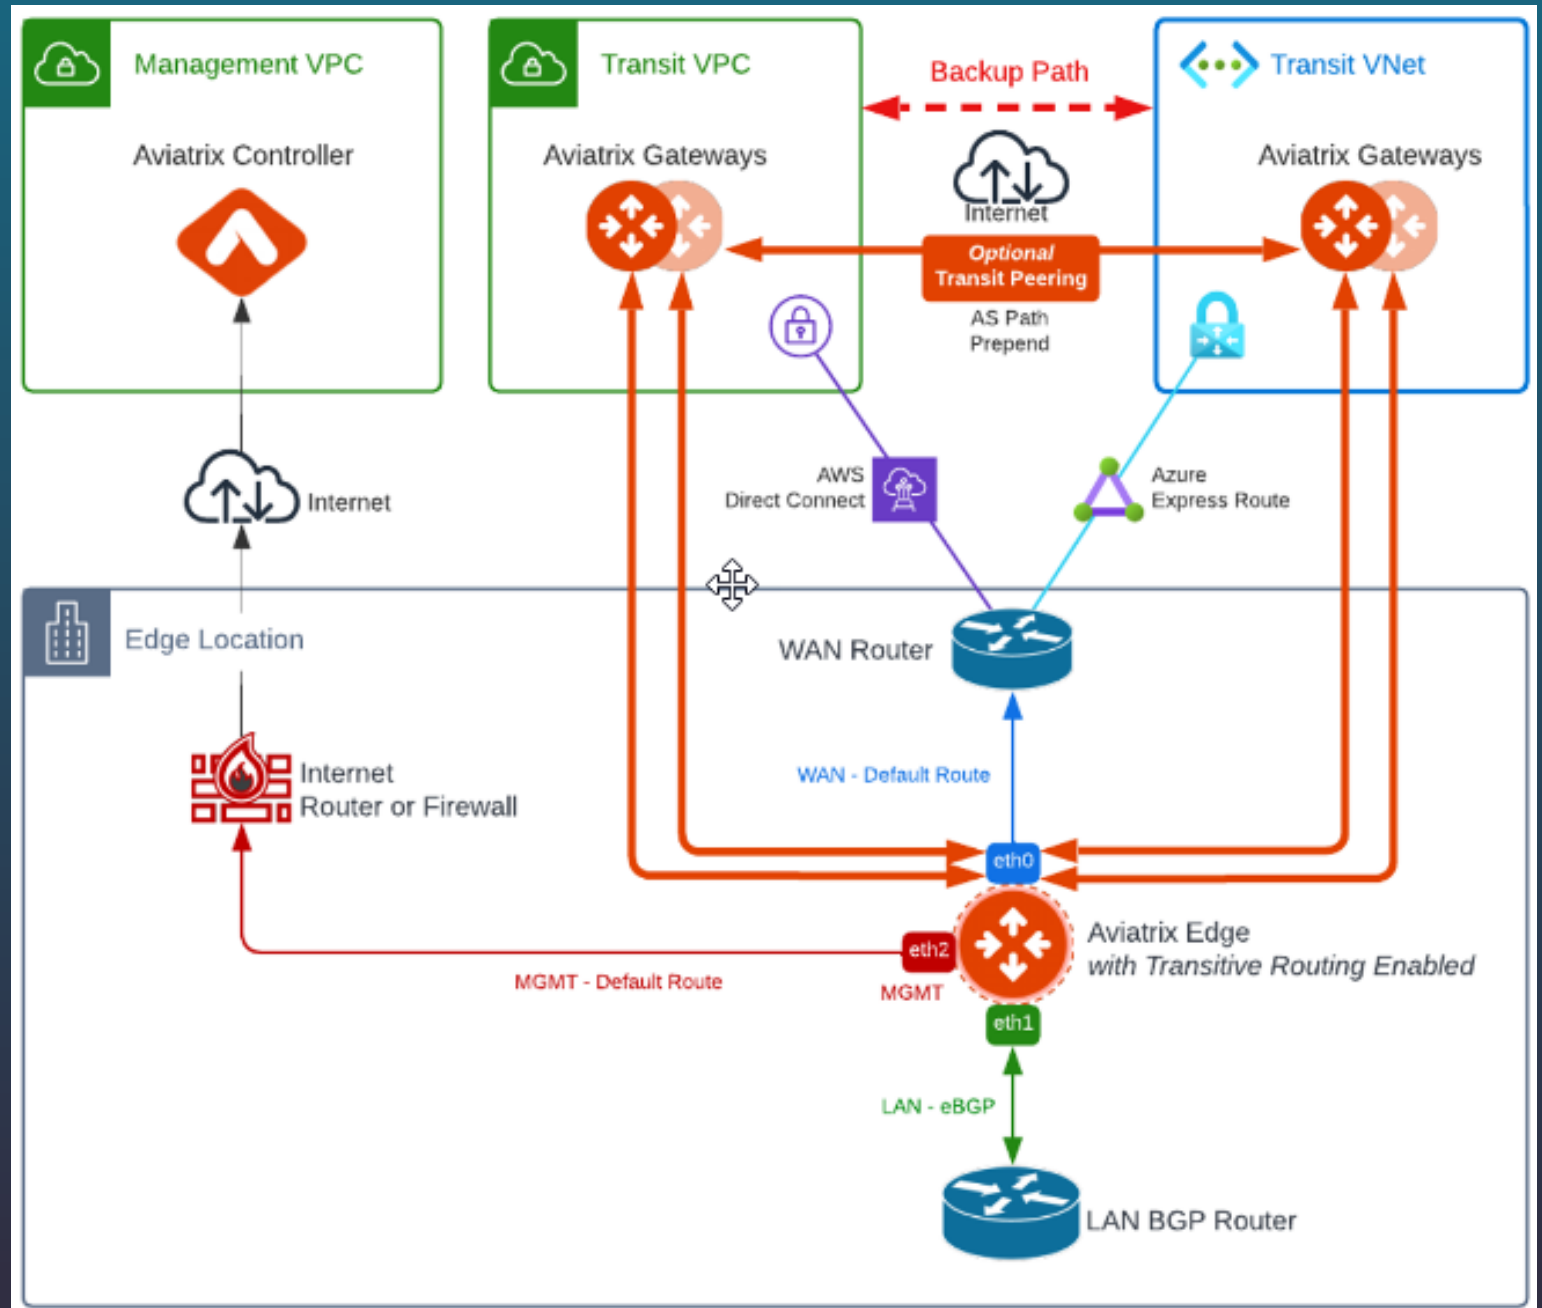 Management VPC
Transit VPC
Backup Path
Transit VNet
Aviatrix Controller
Aviatrix Gateways
Aviatrix Gateways
Internet
Optional
Transit Peering
AS Path
Prepend
AWS
Direct Connect
Azure
Express Route
Internet
Edge Location
WAN Router
Internet
Router or Firewall
WAN - Default Route
eth0
Aviatrix Edge
with Transitive Routing Enabled
eth2
MGMT - Default Route
MGMT
eth1
LAN - eBGP
LAN BGP Router